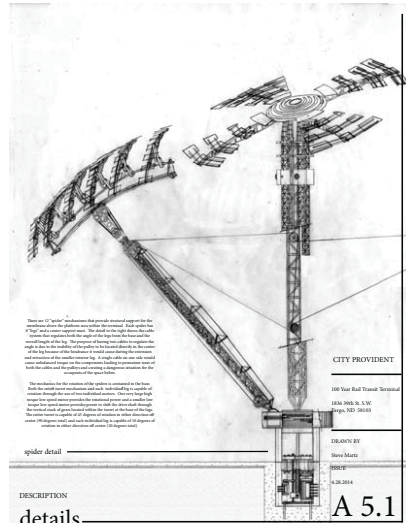 There are 12 "spider" mechanisms that provide structural support for the
membrane above the platform area within the terminal. Each spider has
8 "legs" and a center support mast. The detail to the right shows the cable
system that regulates both the angle of the legs from the base and the
overall length of the leg. The purpose of having two cables to regulate the
angle is due to the inability of the pulley to be located directly in the center
of the leg because of the hindrance it would cause during the extension
and retraction of the smaller interior leg. A single cable on one side would
cause unbalanced torque on the components leading to premature wear of
both the cables and the pulleys and creating a dangerous situation for the
occupants of the space below.
The mechanics for the rotation of the spiders is contained in the base.
Both the entire turret mechanism and each individual leg is capable of
rotation through the use of two individual motors. One very large high
torque low speed motor provides the rotational power and a smaller low
torque low speed motor provides power to shift the drive shaft through
the vertical stack of gears located within the turret at the base of the legs.
The entire turret is capable of 45 degrees of rotation in either direction off
center (90 degrees total) and each individual leg is capable of 10 degrees of
rotation in either direction off center (20 degrees total)
spider detail
CITY PROVIDENT
100 Year Rail Transit Terminal
1836 39th St. S.W.
Fargo, ND 58103
DRAWN BY
Steve Martz
ISSUE
4.28.2014
DESCRIPTION
details
A 5.1